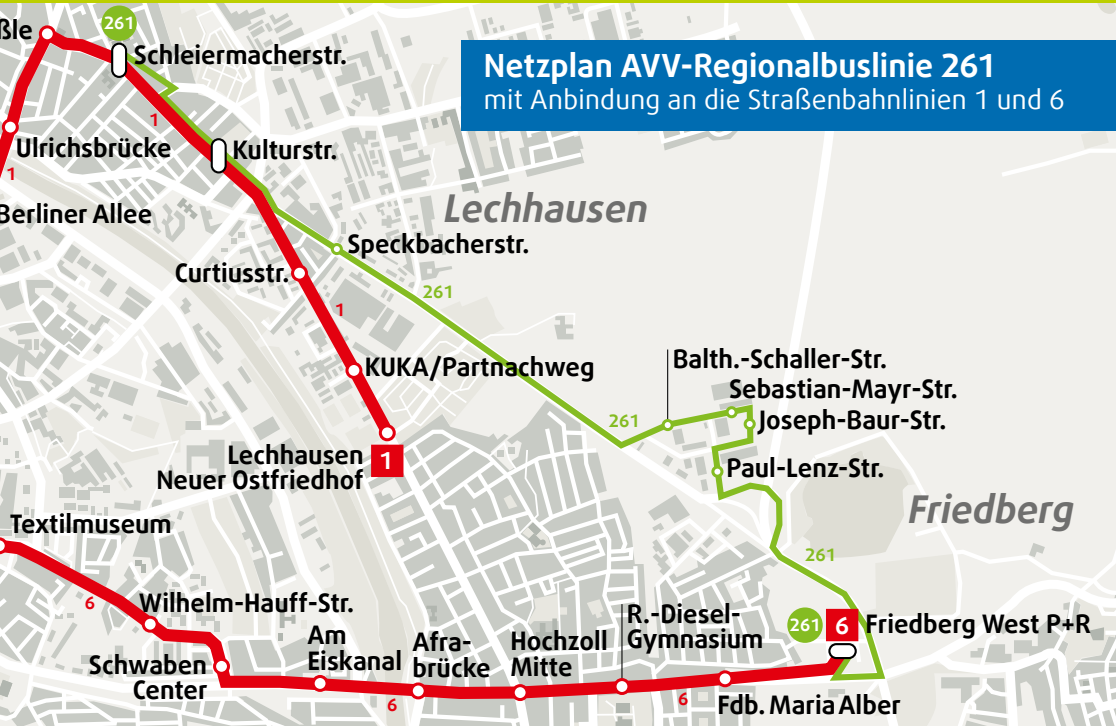 ßle
261
Schleiermacherstr.
Netzplan AVV-Regionalbuslinie 261
mit Anbindung an die Straßenbahnlinien 1 und 6
1
Ulrichsbrücke
Kulturstr.
1
Berliner Allee
Lechhausen
Speckbacherstr.
Curtiusstr.
261
1
KUKA/Partnachweg
Balth.-Schaller-Str.
Sebastian-Mayr-Str.
261
Joseph-Baur-Str.
Lechhausen
Neuer Ostfriedhof
1
Paul-Lenz-Str.
Friedberg
Textilmuseum
261
6
Wilhelm-Hauff-Str.
Schwaben
Center
Am
Eiskanal
Afra-
brücke
Hochzoll
Mitte
R.-Diesel-
Gymnasium
261
6
Friedberg West P+R
6
6
Fdb. Maria Alber